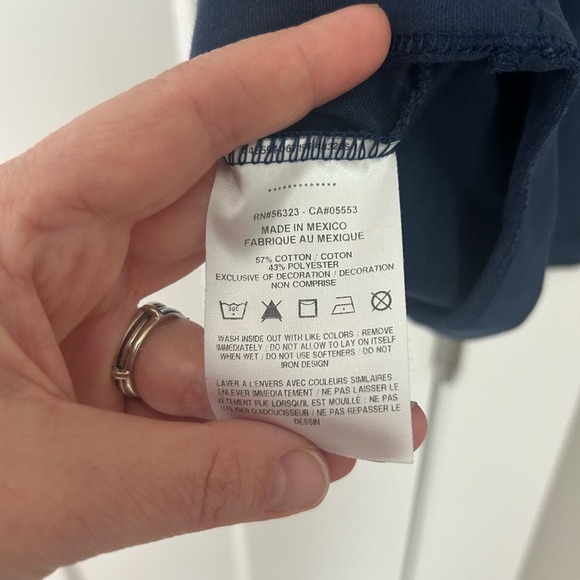 RN#56323 - CA#05553
MADE IN MEXICO
FABRIQUE AU MEXIQUE
57% COTTON / COTON
43% POLYESTER
EXCLUSIVE OF DECORATION / DECORATION
NON COMPRISE
WASH INSIDE OUT WITH LIKE COLORS / REMOVE
IMMEDIATELY / DO NOT ALLOW TO LAY ON ITSELF
WHEN WET / DO NOT USE SOFTENERS / DO NOT
IRON DESIGN
LAVER A L'ENVERS AVEC COULEURS SIMILAIRES
ENLEVER IMMEDIATEMENT / NE PAS LAISSER LE
VETEMENT PLIE LORSQU'IL EST MOUILLE / NE PAS
UTILISER D'ADOUCISSEUR / NE PAS REPASSER LE
DESSIN